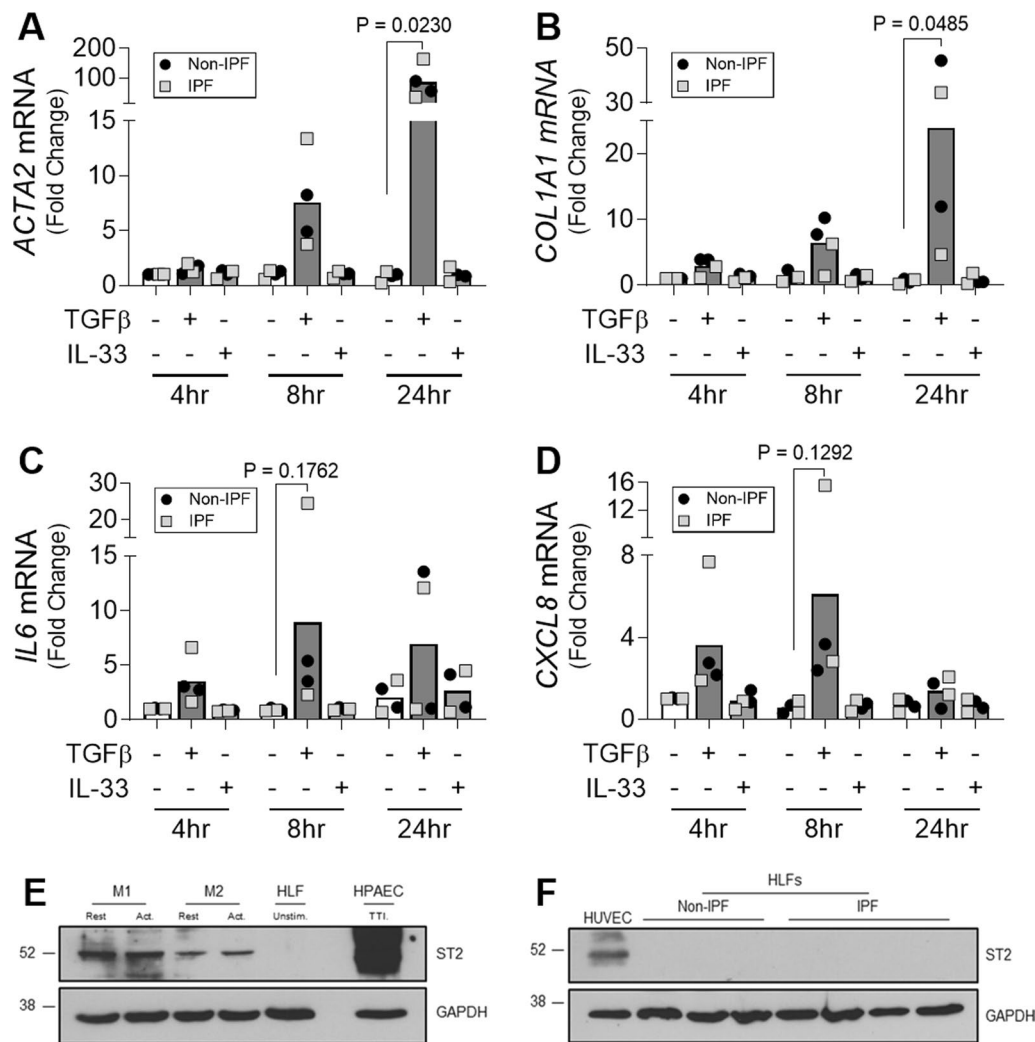 A
P = 0.0230
ACTA2 mRNA
(Fold Change)
200
100
15
10
5
0
Non-IPF
IPF
TGFβ - + - - + - - + -
IL-33 - - + - - + - - +
4hr 8hr 24hr
B
P = 0.0485
COL1A1 mRNA
(Fold Change)
50
30
20
10
0
Non-IPF
IPF
TGFβ - + - - + - - + -
IL-33 - - + - - + - - +
4hr 8hr 24hr
C
P = 0.1762
IL6 mRNA
(Fold Change)
30
20
15
10
5
0
Non-IPF
IPF
TGFβ - + - - + - - + -
IL-33 - - + - - + - - +
4hr 8hr 24hr
D
P = 0.1292
CXCL8 mRNA
(Fold Change)
16
12
8
4
0
Non-IPF
IPF
TGFβ - + - - + - - + -
IL-33 - - + - - + - - +
4hr 8hr 24hr
E
M1 M2 HLF HPAEC
Rest Act. Rest Act. Unstim. TTI.
52 ST2
38 GAPDH
F
HLFs
HUVEC Non-IPF IPF
52 ST2
38 GAPDH